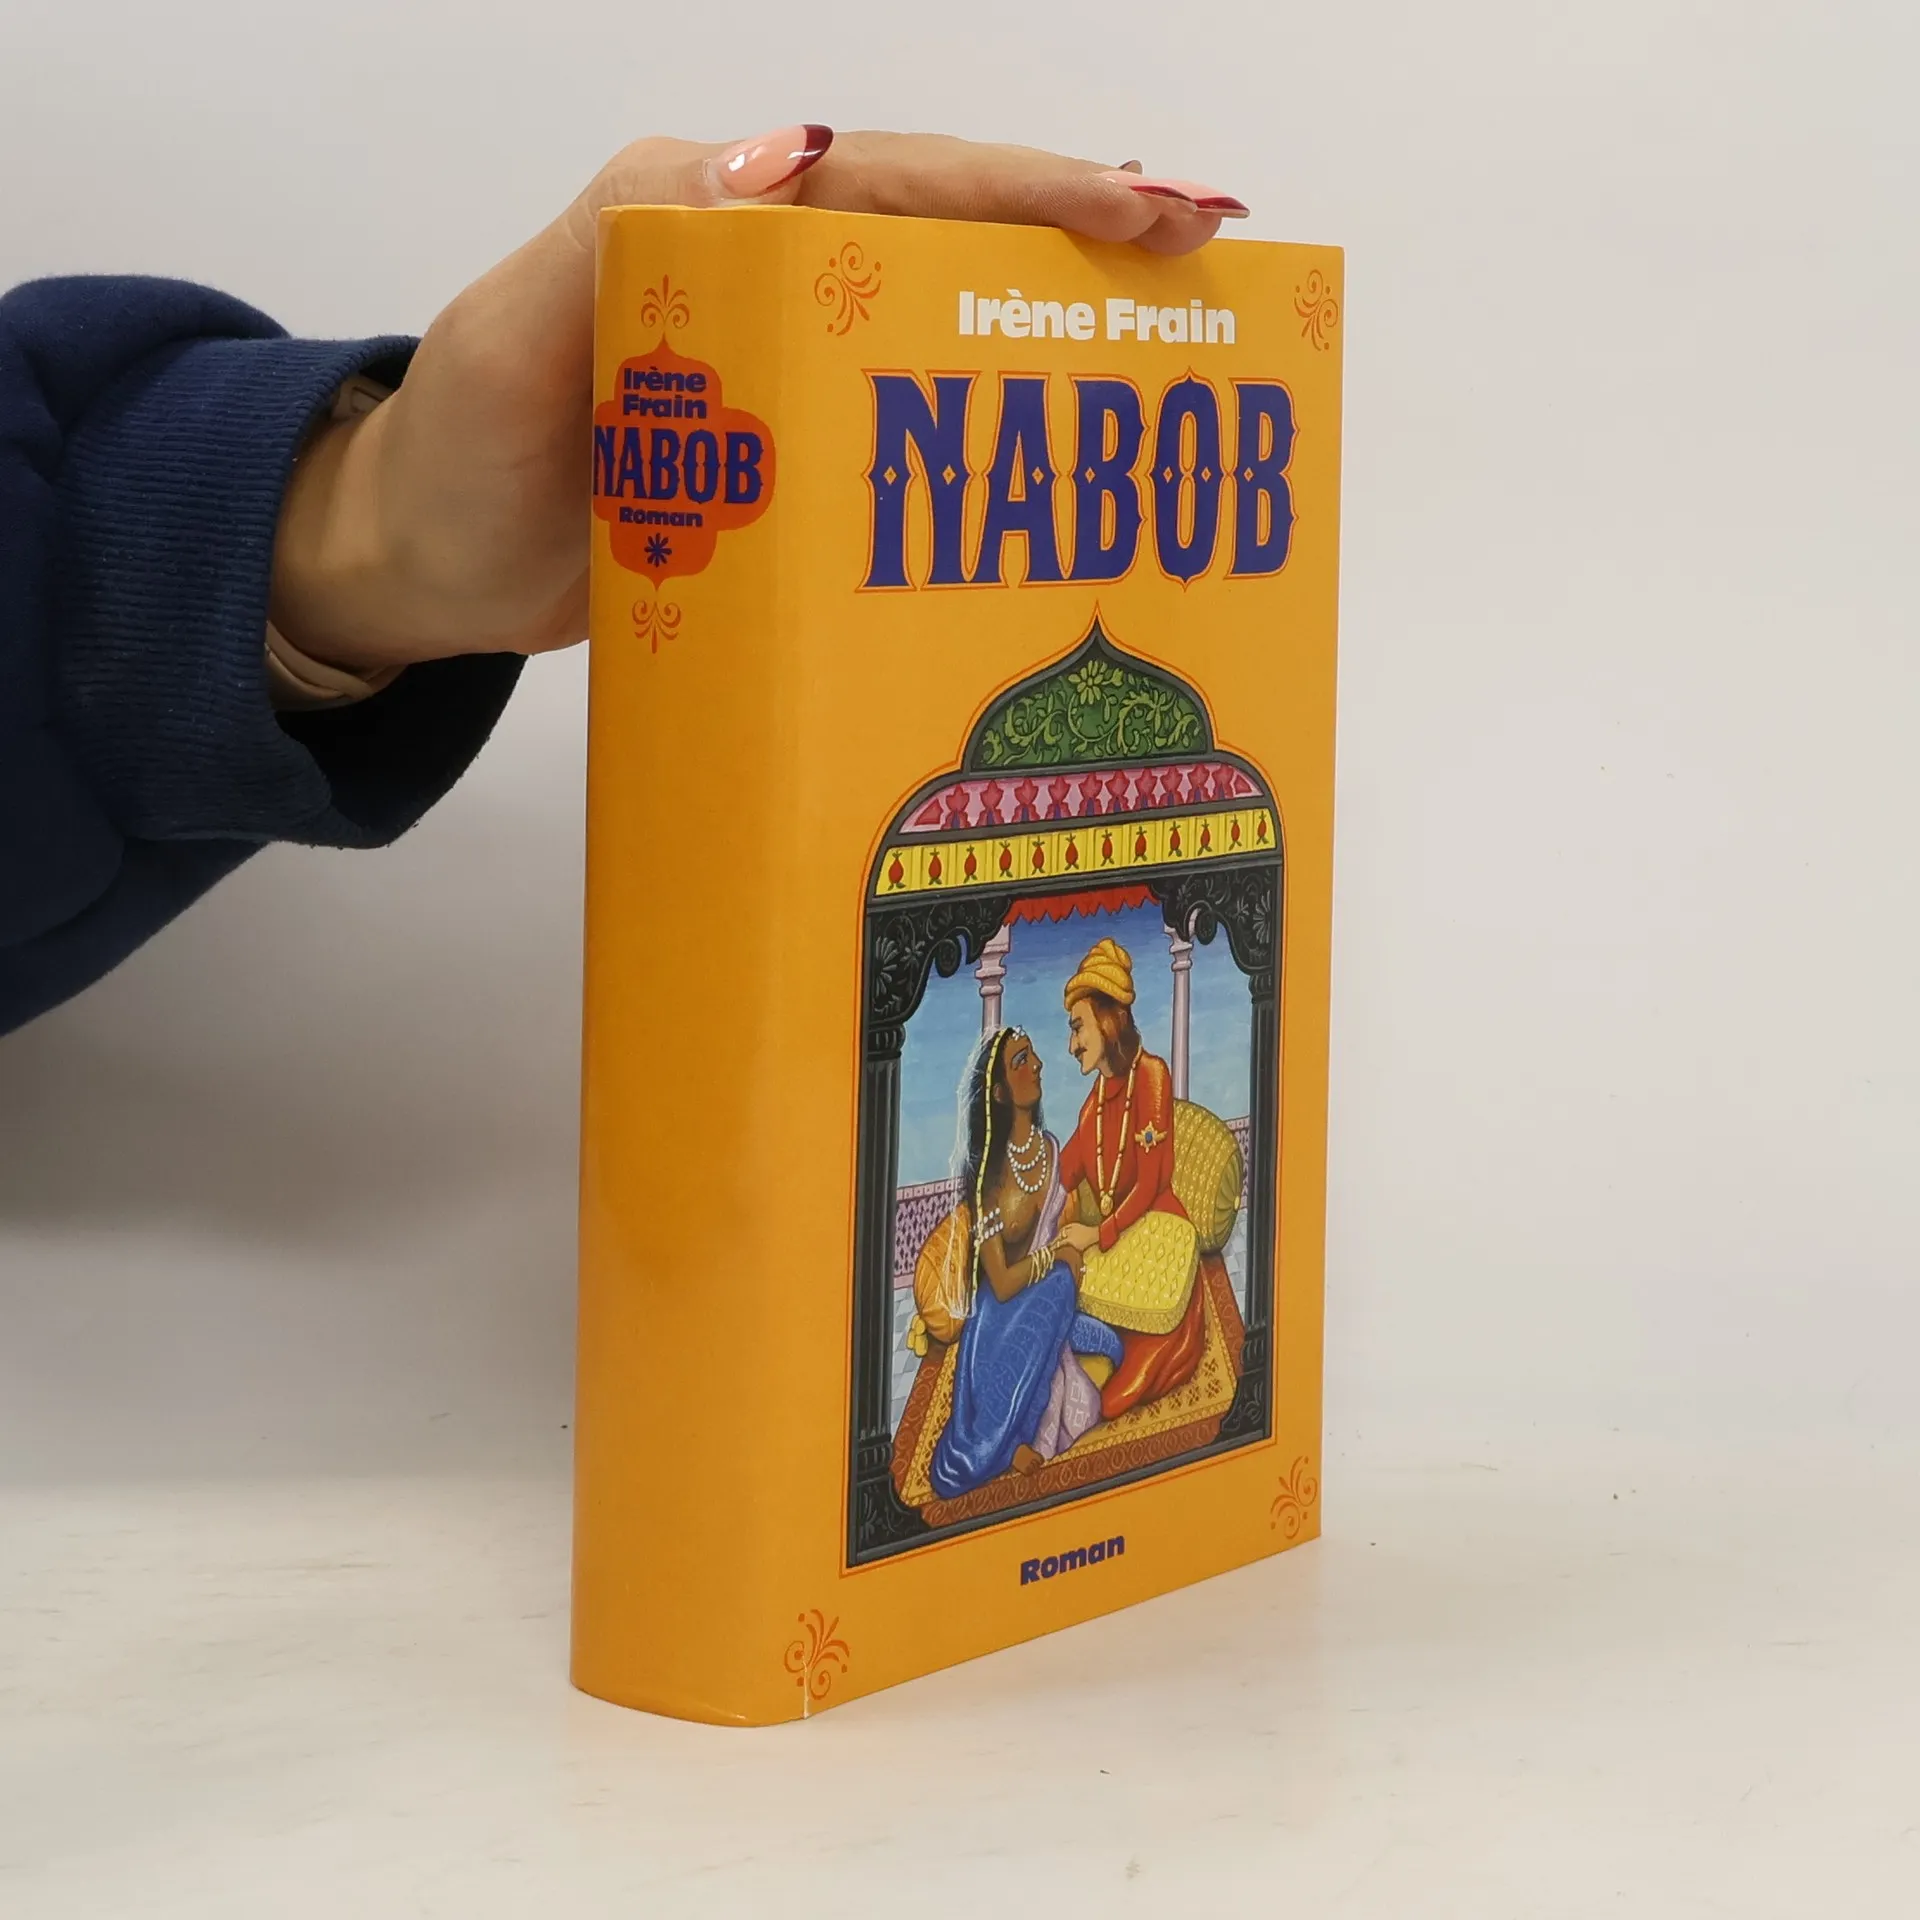 Irène
Frain
NABOB
Roman
Irène Frain
NABOB
Roman